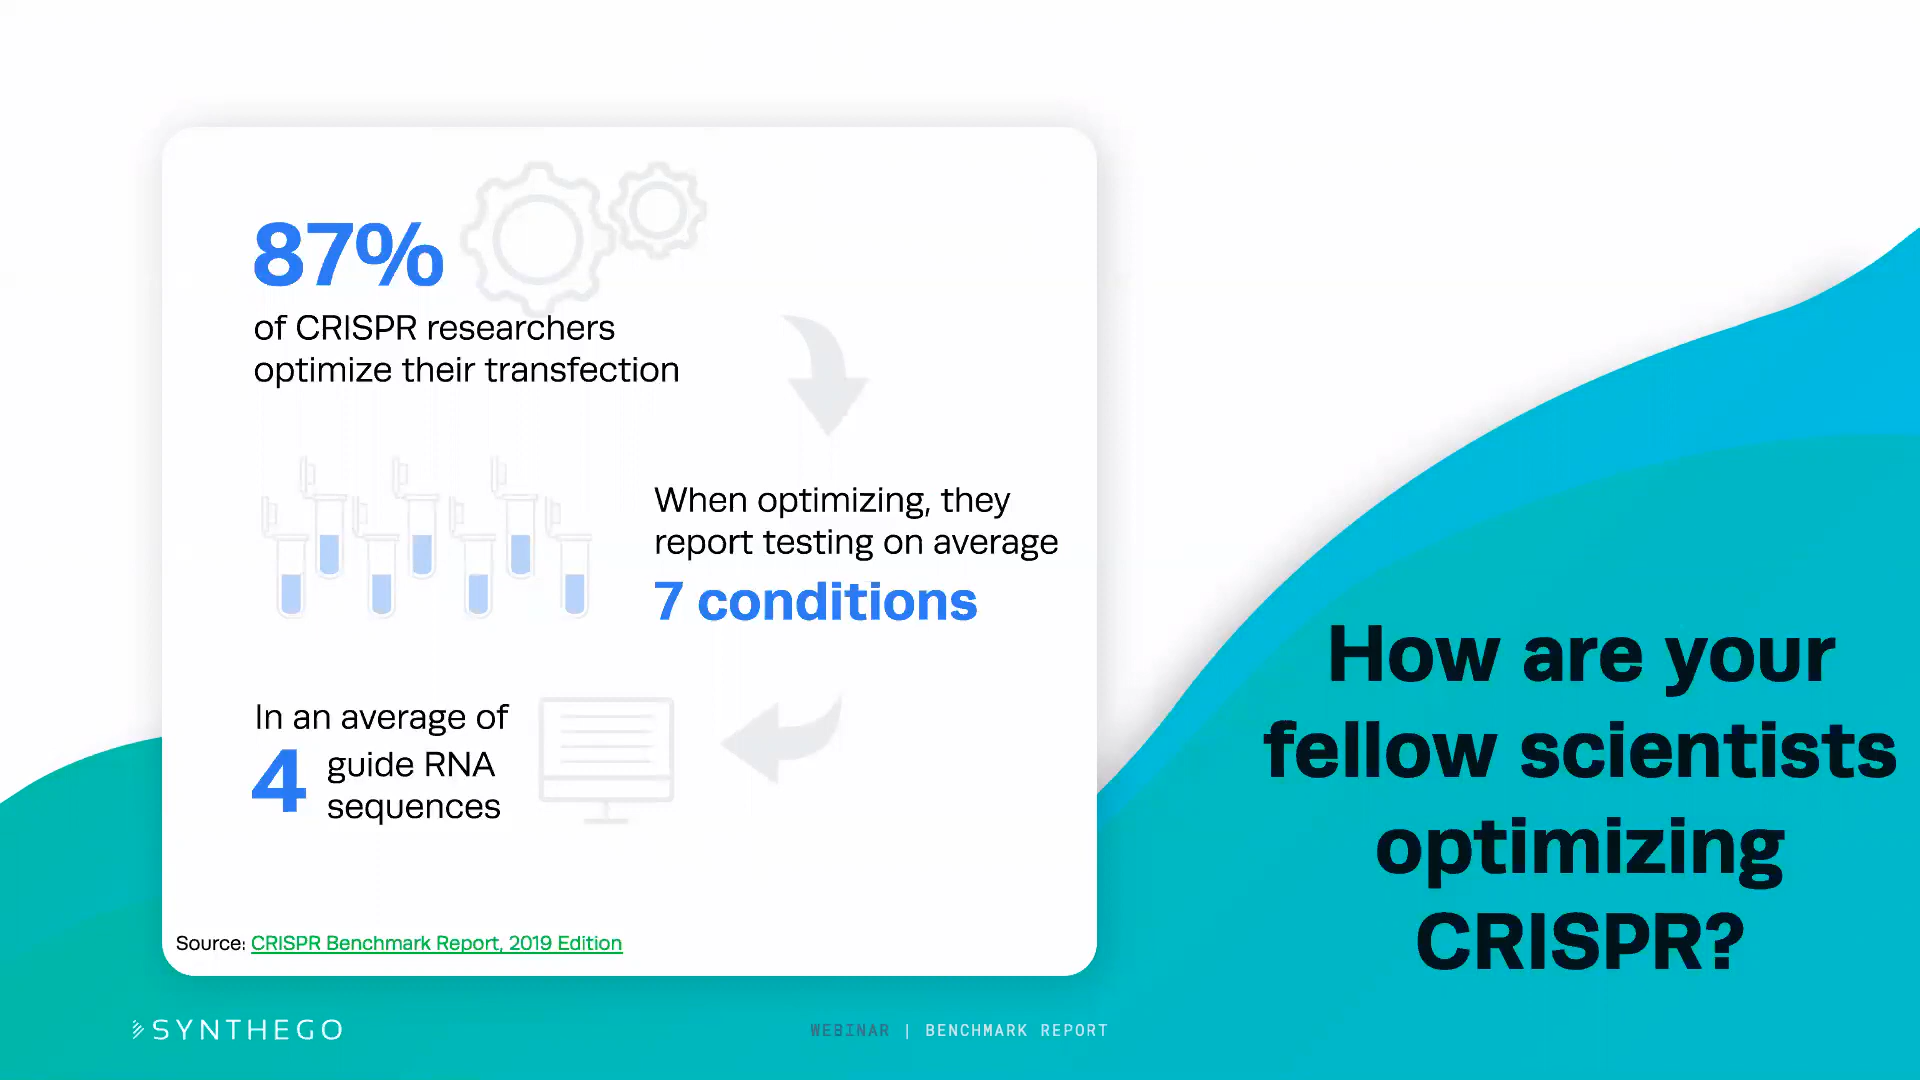 87%
of CRISPR researchers
optimize their transfection
When optimizing, they
report testing on average
7 conditions
In an average of
4 guide RNA
sequences
Source: CRISPR Benchmark Report, 2019 Edition
How are your
fellow scientists
optimizing
CRISPR?
SYNTHEGO
WEBINAR | BENCHMARK REPORT